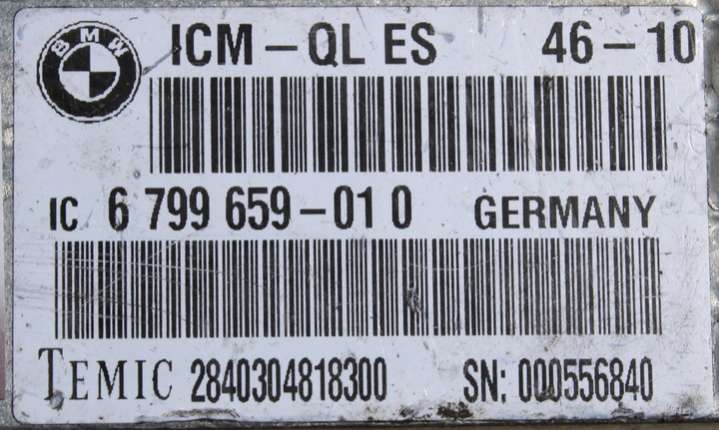 BMW
ICM-QL ES 46-10
IC 6 799 659-01 0 GERMANY
TEMIC 2840304818300 SN: 000556840